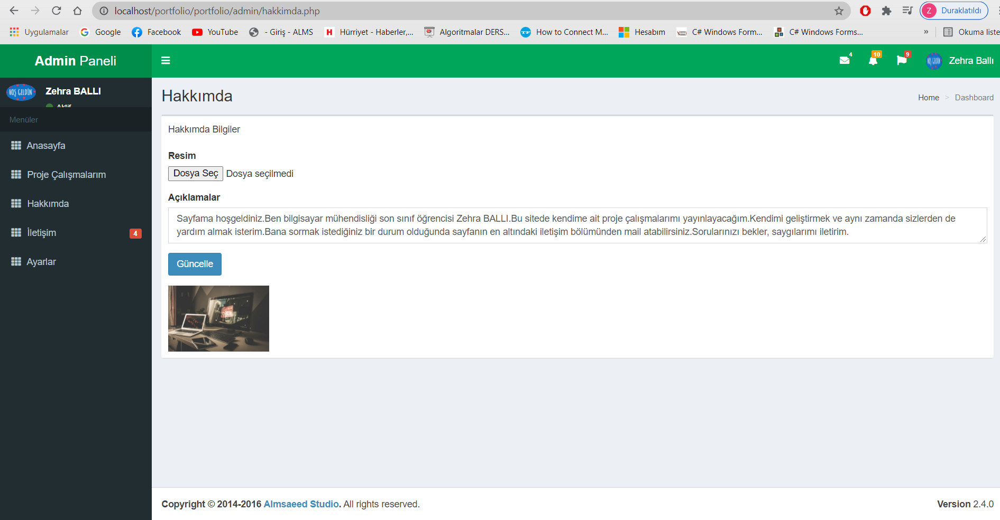 localhost/portfolio/portfolio/admin/hakkimda.php
Z Duraklatıldı
Uygulamalar Google Facebook YouTube - Giriş - ALMS H Hürriyet - Haberler,... Algoritmalar DERS... TF How to Connect M... Hesabım C# Windows Form... C# Windows Forms... » Okuma liste
Admin Paneli
4 10 9 HOŞ GELDİN Zehra Ballı
HOŞ GELDİN Zehra BALLI
Aktif
Menüler
Anasayfa
Proje Çalışmalarım
Hakkımda
İletişim 4
Ayarlar
Hakkımda
Home > Dashboard
Hakkımda Bilgiler
Resim
Dosya Seç Dosya seçilmedi
Açıklamalar
Sayfama hoşgeldiniz.Ben bilgisayar mühendisliği son sınıf öğrencisi Zehra BALLI.Bu sitede kendime ait proje çalışmalarımı yayınlayacağım.Kendimi geliştirmek ve aynı zamanda sizlerden de
yardım almak isterim.Bana sormak istediğiniz bir durum olduğunda sayfanın en altındaki iletişim bölümünden mail atabilirsiniz.Sorularınızı bekler, saygılarımı iletirim.
Güncelle
Copyright © 2014-2016 Almsaeed Studio. All rights reserved.
Version 2.4.0